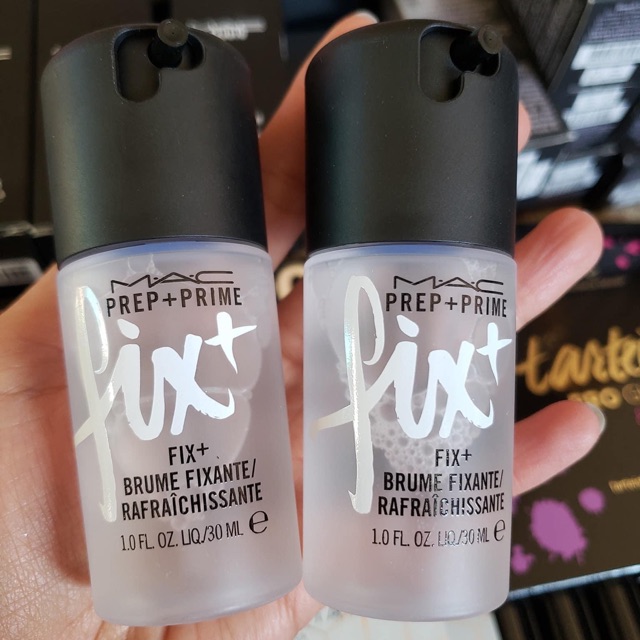 M·A·C
PREP+PRIME
fix+
FIX+
BRUME FIXANTE/
RAFRAÎCHISSANTE
1.0 FL. OZ. LIQ./30 ML e
M·A·C
PREP+PRIME
fix+
FIX+
BRUME FIXANTE/
RAFRAÎCHISSANTE
1.0 FL. OZ. LIQ./30 ML e
tarte
PRO